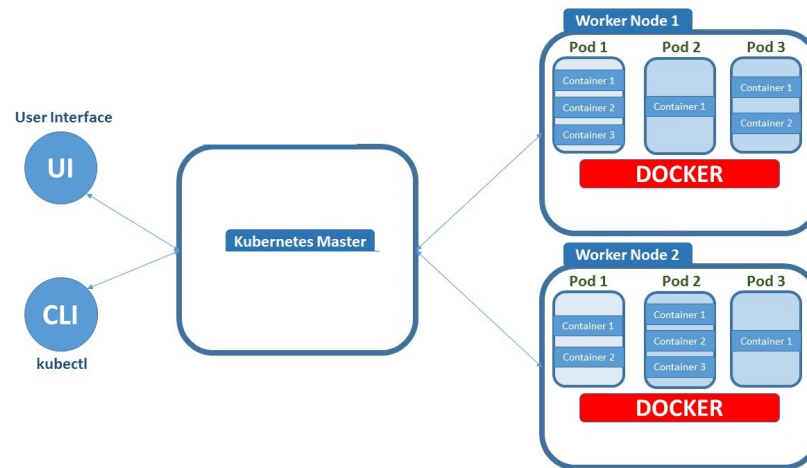 User Interface
UI
CLI
kubectl
Kubernetes Master
Worker Node 1
Pod 1
Container 1
Container 2
Container 3
Pod 2
Container 1
Pod 3
Container 1
Container 2
DOCKER
Worker Node 2
Pod 1
Container 1
Container 2
Pod 2
Container 1
Container 2
Container 3
Pod 3
Container 1
DOCKER